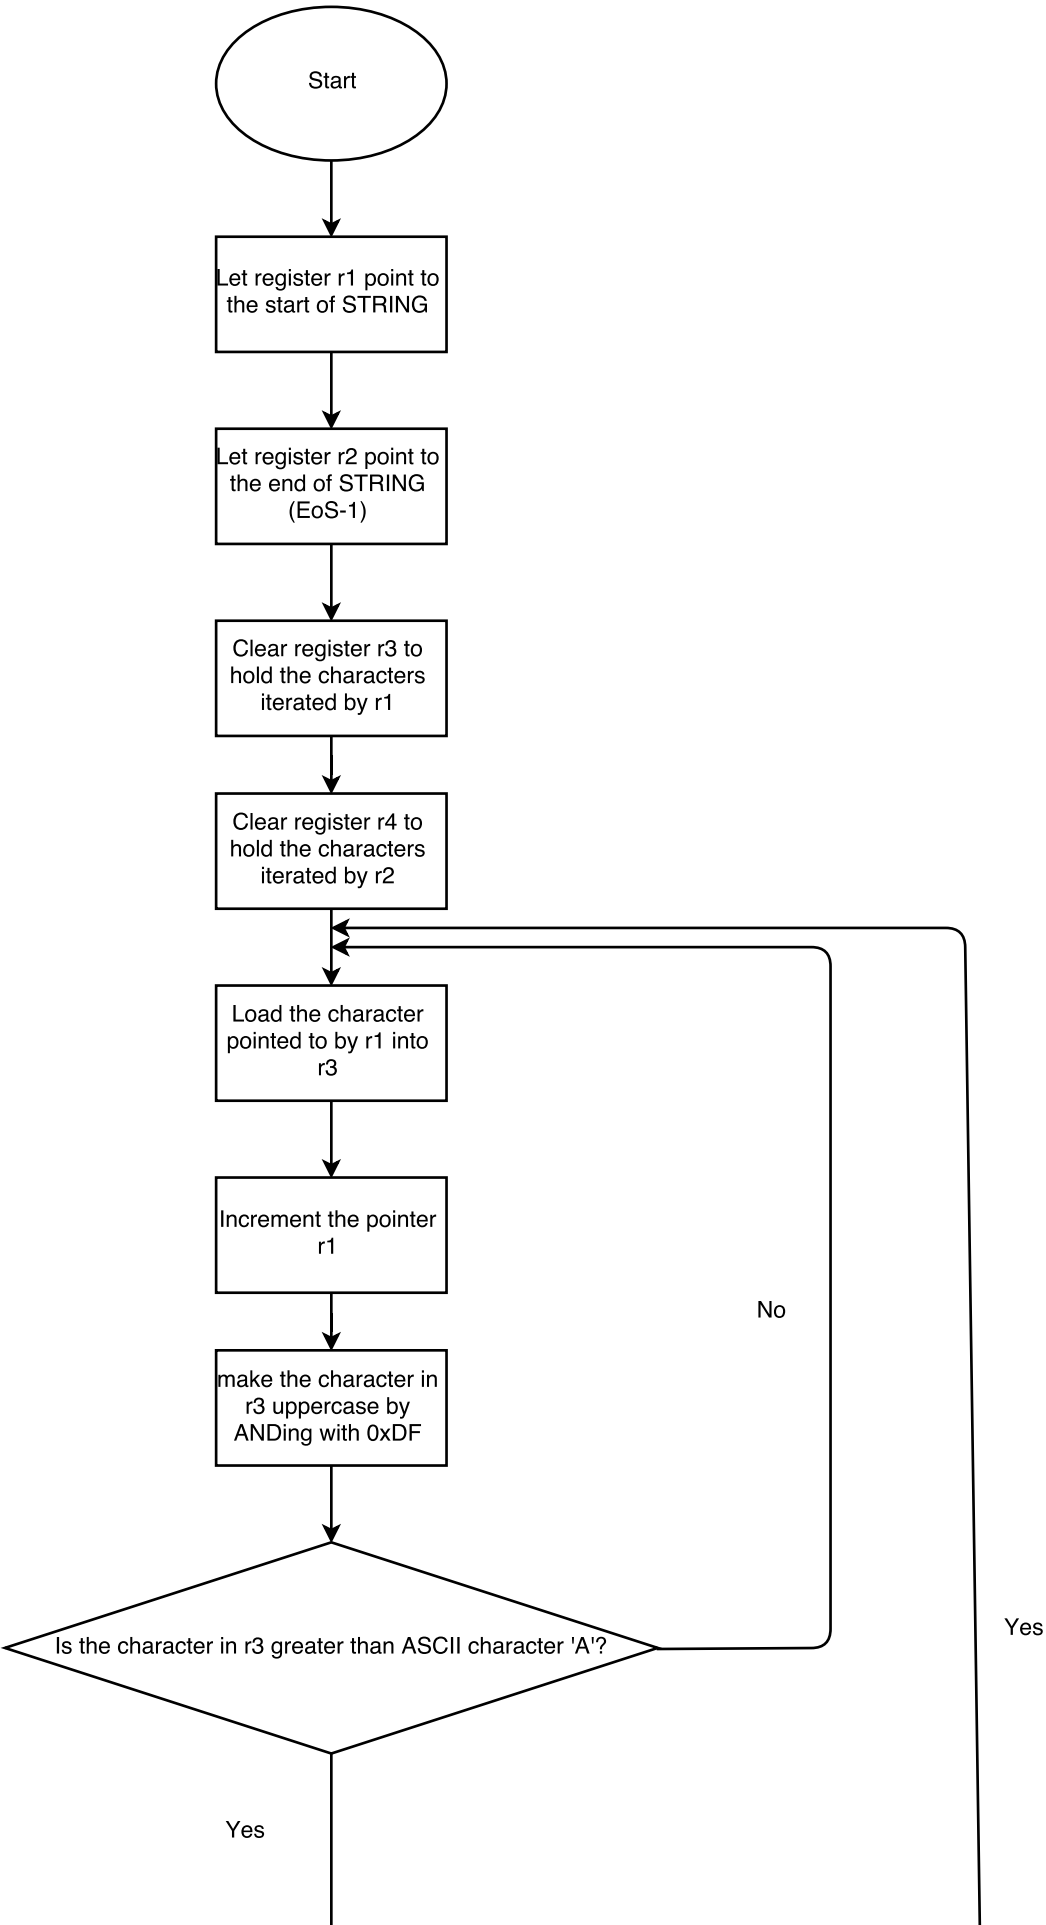 Start
Let register r1 point to
the start of STRING
Let register r2 point to
the end of STRING
(EoS-1)
Clear register r3 to
hold the characters
iterated by r1
Clear register r4 to
hold the characters
iterated by r2
Load the character
pointed to by r1 into
r3
Increment the pointer
r1
No
make the character in
r3 uppercase by
ANDing with 0xDF
Is the character in r3 greater than ASCII character 'A'?
Yes
Yes